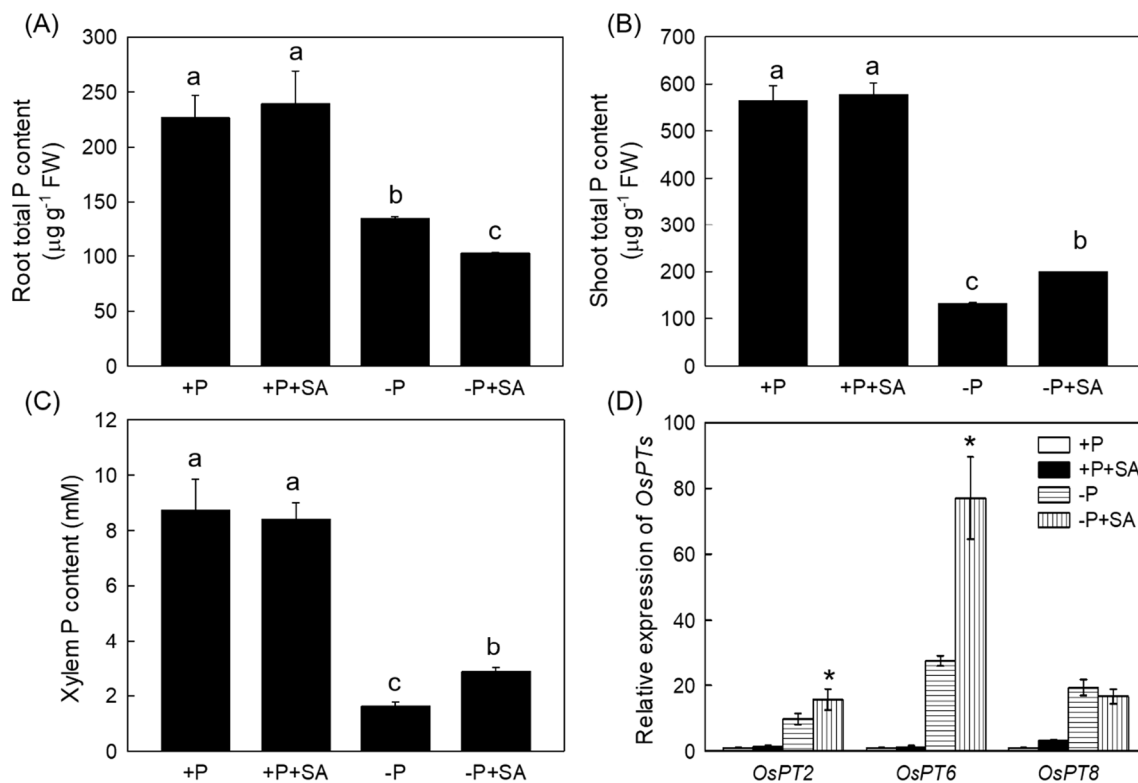 (A)
300
250
200
150
100
50
0
Root total P content
(µg g⁻¹ FW)
a
a
b
c
+P
+P+SA
-P
-P+SA
(B)
700
600
500
400
300
200
100
0
Shoot total P content
(µg g⁻¹ FW)
a
a
c
b
+P
+P+SA
-P
-P+SA
(C)
12
10
8
6
4
2
0
Xylem P content (mM)
a
a
c
b
+P
+P+SA
-P
-P+SA
(D)
100
80
60
40
20
0
Relative expression of OsPTs
*
*
+P
+P+SA
-P
-P+SA
OsPT2
OsPT6
OsPT8